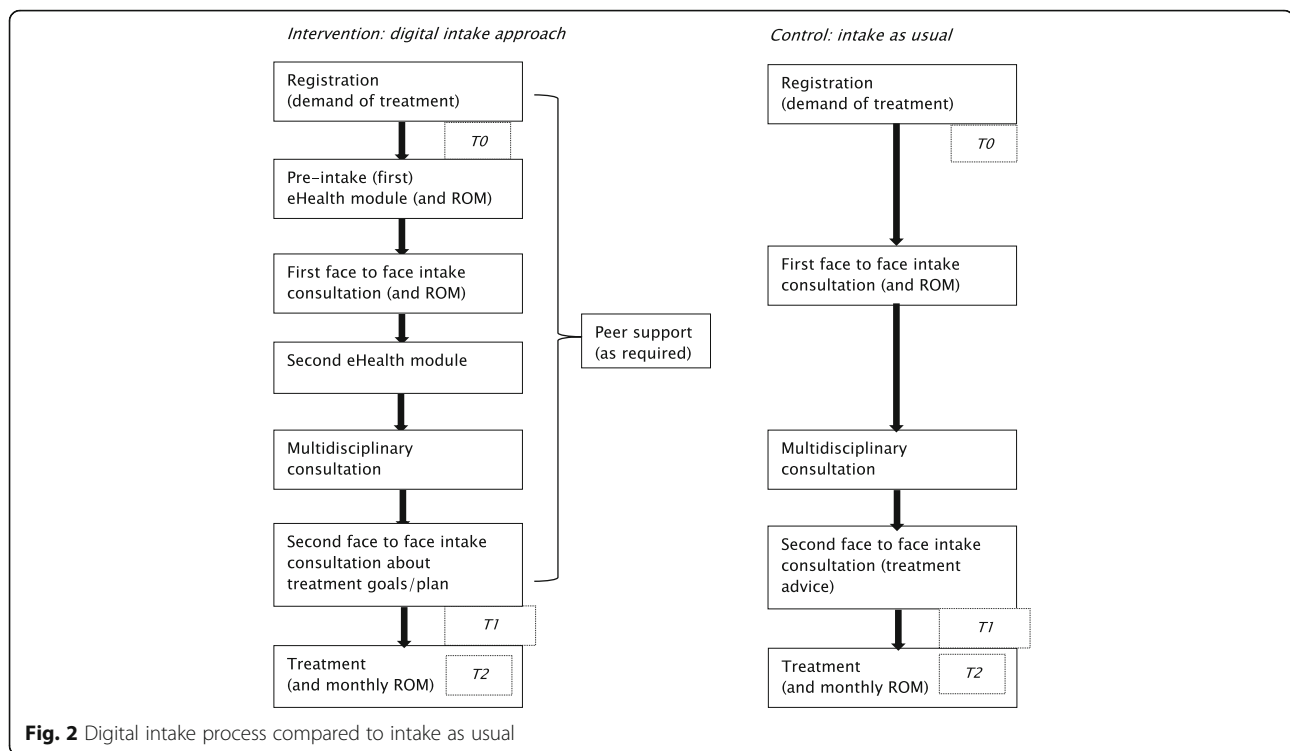 Intervention: digital intake approach
Registration
(demand of treatment)
T0
Pre-intake (first)
eHealth module (and ROM)
First face to face intake
consultation (and ROM)
Second eHealth module
Multidisciplinary
consultation
Second face to face intake
consultation about
treatment goals/plan
T1
Treatment
(and monthly ROM)
T2
Peer support
(as required)
Control: intake as usual
Registration
(demand of treatment)
T0
First face to face intake
consultation (and ROM)
Multidisciplinary
consultation
Second face to face intake
consultation (treatment
advice)
T1
Treatment
(and monthly ROM)
T2
Fig. 2 Digital intake process compared to intake as usual